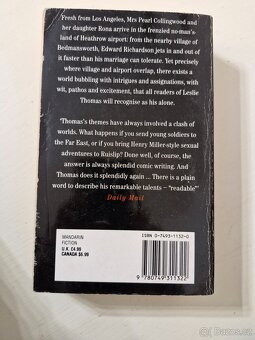 Fresh from Los Angeles, Mrs Pearl Collingwood and
her daughter Rona arrive in the frenzied no-man's
land of Heathrow airport: from the nearby village of
Bedmansworth, Edward Richardson jets in and out of
it faster than his marriage can tolerate. Yet
precisely where village and airport overlap, there exists a
world bubbling with intrigues and assignations, with
wit, pathos and excitement, that all readers of Leslie
Thomas will recognise as his alone.
'Thomas's themes have always involved a clash of
worlds. What happens if you send young soldiers to
the Far East, or if you bring Henry Miller-style sexual
adventures to Ruislip? Done well, of course, the
answer is always splendid comic writing. And
Thomas does it splendidly again ... There is a
plain word to describe his remarkable talents – "readable"'
Daily Mail
MANDARIN
FICTION
U.K. £4.99
CANADA $6.99
ISBN 0-7493-1132-0
9 780749 311322
bazos.cz